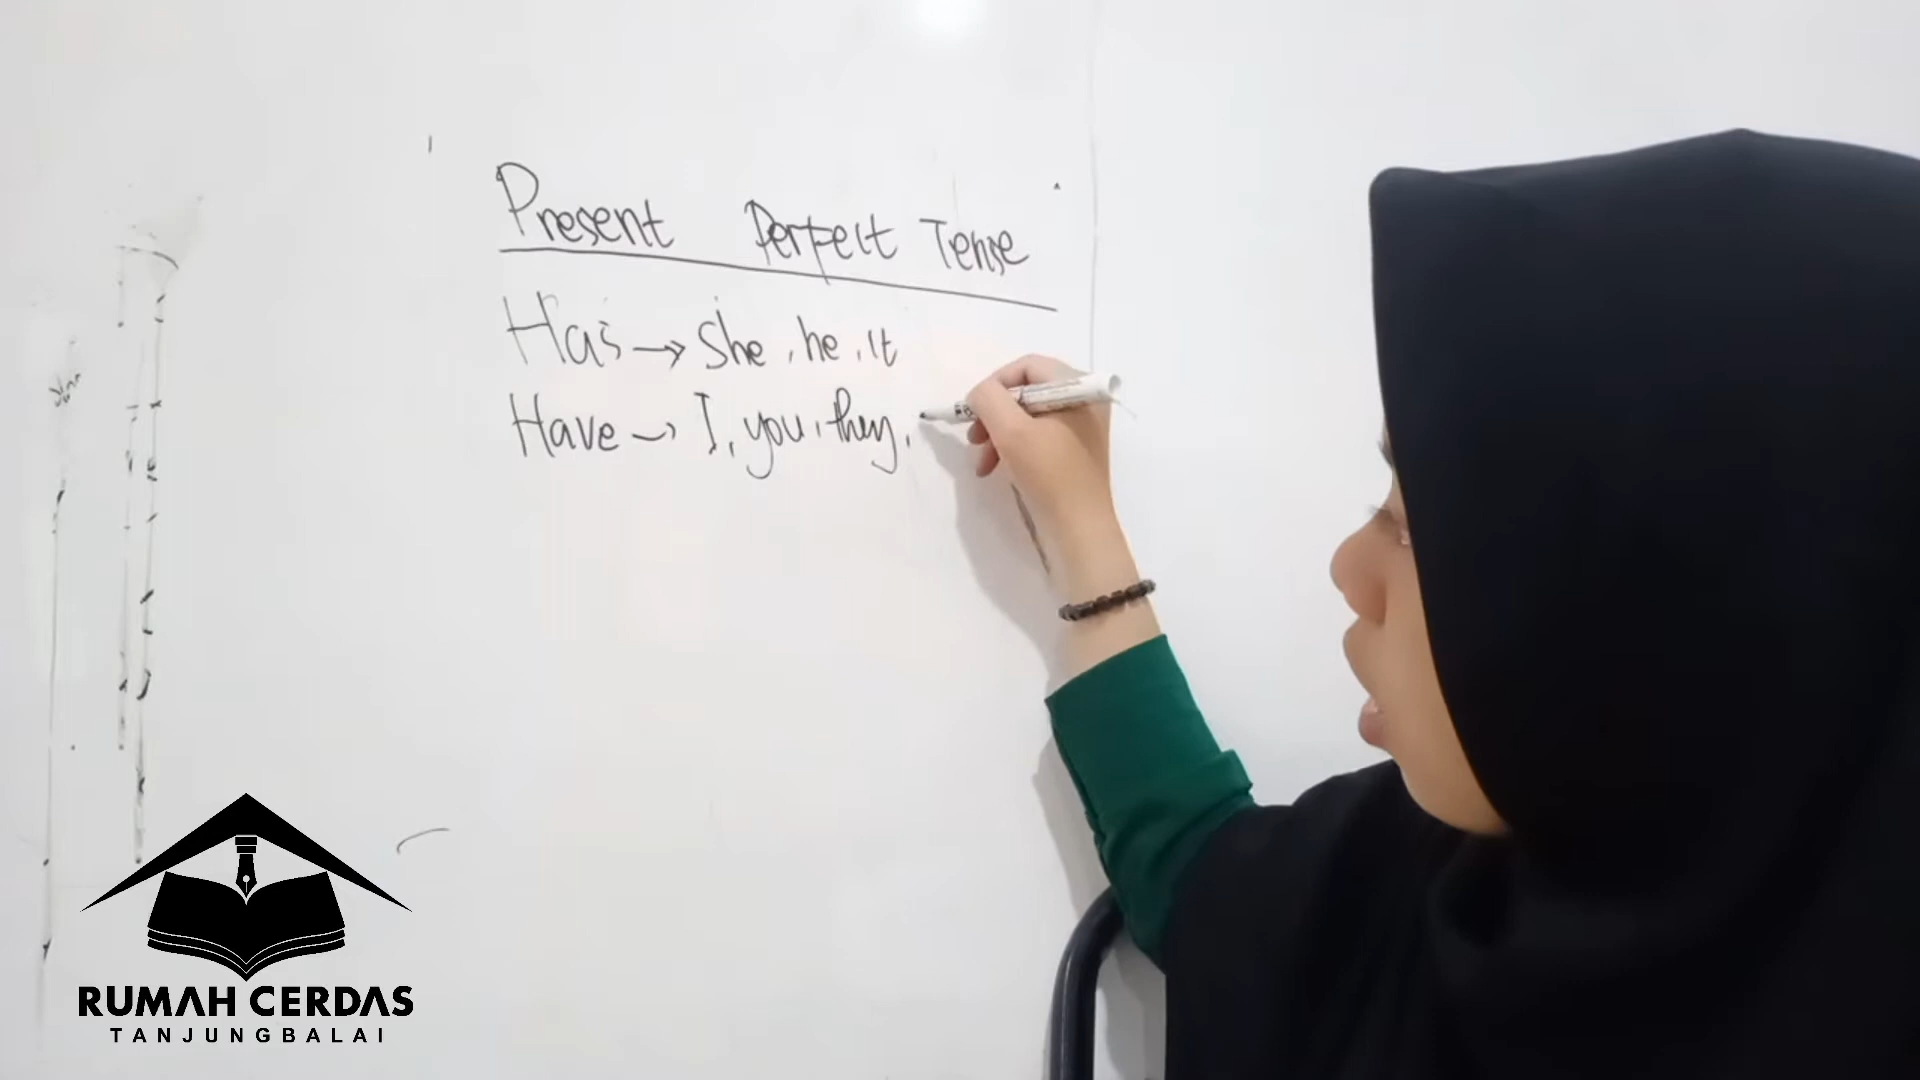 Present Perfect Tense
Has → She, he, it
Have → I, you, they,
RUMAH CERDAS
TANJUNGBALAI